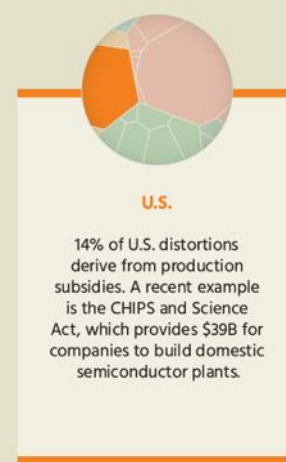 U.S.
14% of U.S. distortions
derive from production
subsidies. A recent example
is the CHIPS and Science
Act, which provides $39B for
companies to build domestic
semiconductor plants.